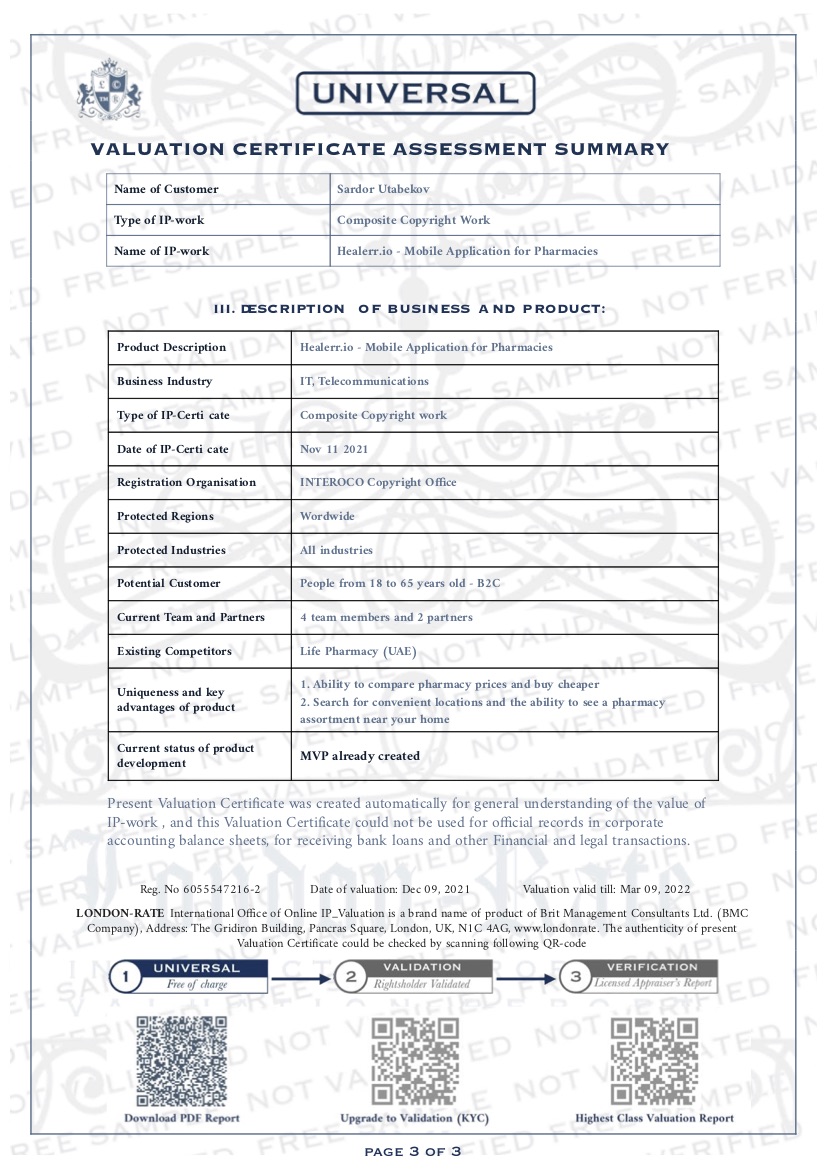 UNIVERSAL
VALUATION CERTIFICATE ASSESSMENT SUMMARY
Name of Customer Sardor Utabekov
Type of IP-work Composite Copyright Work
Name of IP-work Healerr.io - Mobile Application for Pharmacies
III. DESCRIPTION OF BUSINESS AND PRODUCT:
Product Description Healerr.io - Mobile Application for Pharmacies
Business Industry IT, Telecommunications
Type of IP-Certi cate Composite Copyright work
Date of IP-Certi cate Nov 11 2021
Registration Organisation INTEROCO Copyright Office
Protected Regions Wordwide
Protected Industries All industries
Potential Customer People from 18 to 65 years old - B2C
Current Team and Partners 4 team members and 2 partners
Existing Competitors Life Pharmacy (UAE)
Uniqueness and key
advantages of product
1. Ability to compare pharmacy prices and buy cheaper
2. Search for convenient locations and the ability to see a pharmacy
assortment near your home
Current status of product
development
MVP already created
Present Valuation Certificate was created automatically for general understanding of the value of
IP-work , and this Valuation Certificate could not be used for official records in corporate
accounting balance sheets, for receiving bank loans and other Financial and legal transactions.
Reg. No 6055547216-2 Date of valuation: Dec 09, 2021 Valuation valid till: Mar 09, 2022
LONDON-RATE International Office of Online IP_Valuation is a brand name of product of Brit Management Consultants Ltd. (BMC
Company), Address: The Gridiron Building, Pancras Square, London, UK, N1C 4AG, www.londonrate. The authenticity of present
Valuation Certificate could be checked by scanning following QR-code
1 UNIVERSAL
Free of charge
2 VALIDATION
Rightsholder Validated
3 VERIFICATION
Licensed Appraiser's Report
Download PDF Report Upgrade to Validation (KYC) Highest Class Valuation Report
PAGE 3 OF 3